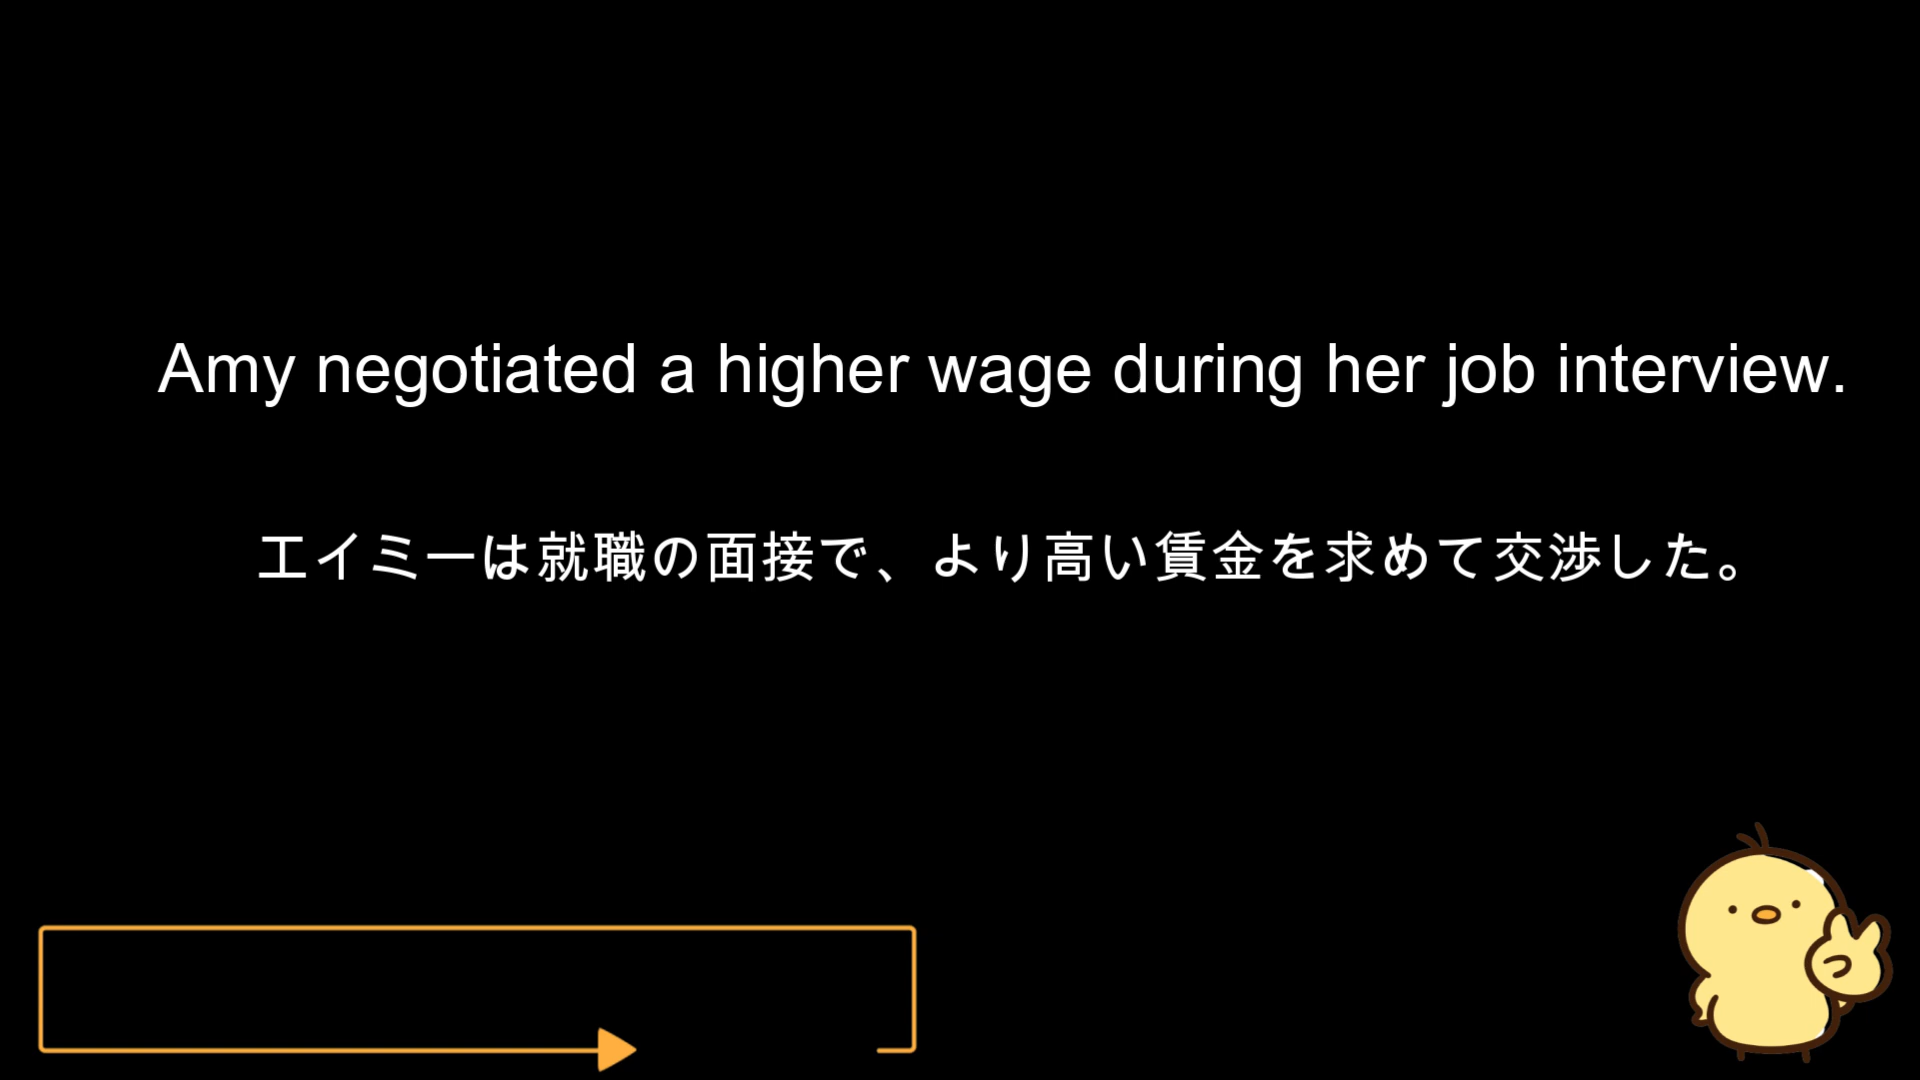 Amy negotiated a higher wage during her job interview.
エイミーは就職の面接で、より高い賃金を求めて交渉した。